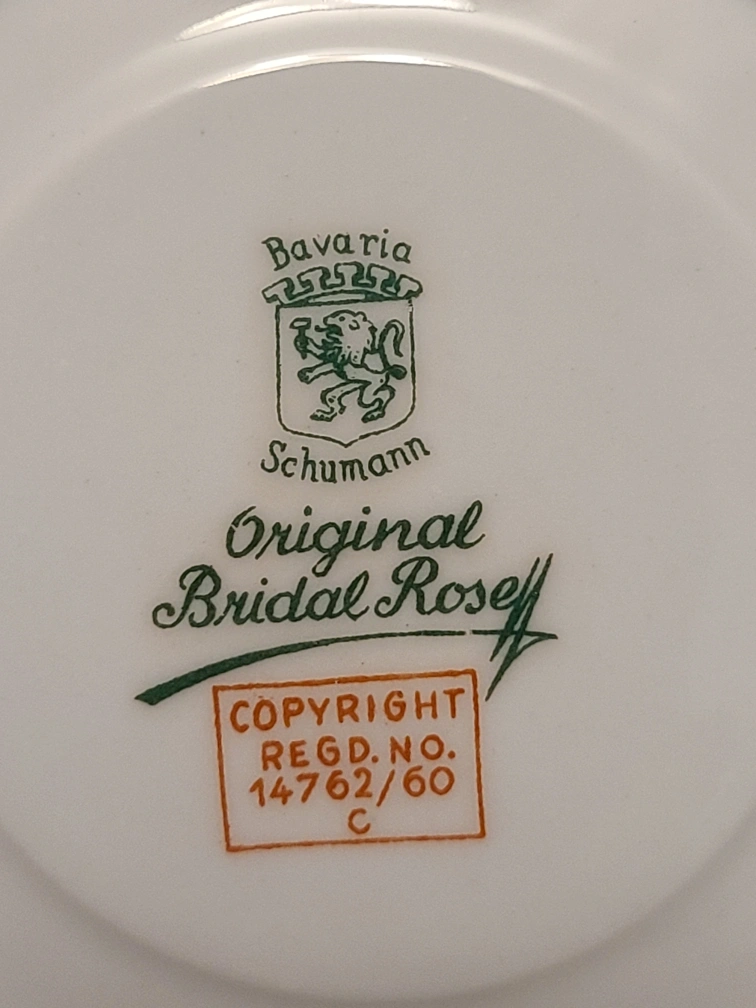 Bavaria
Schumann
Original
Bridal Rose
COPYRIGHT
REGD. NO.
14762/60
C